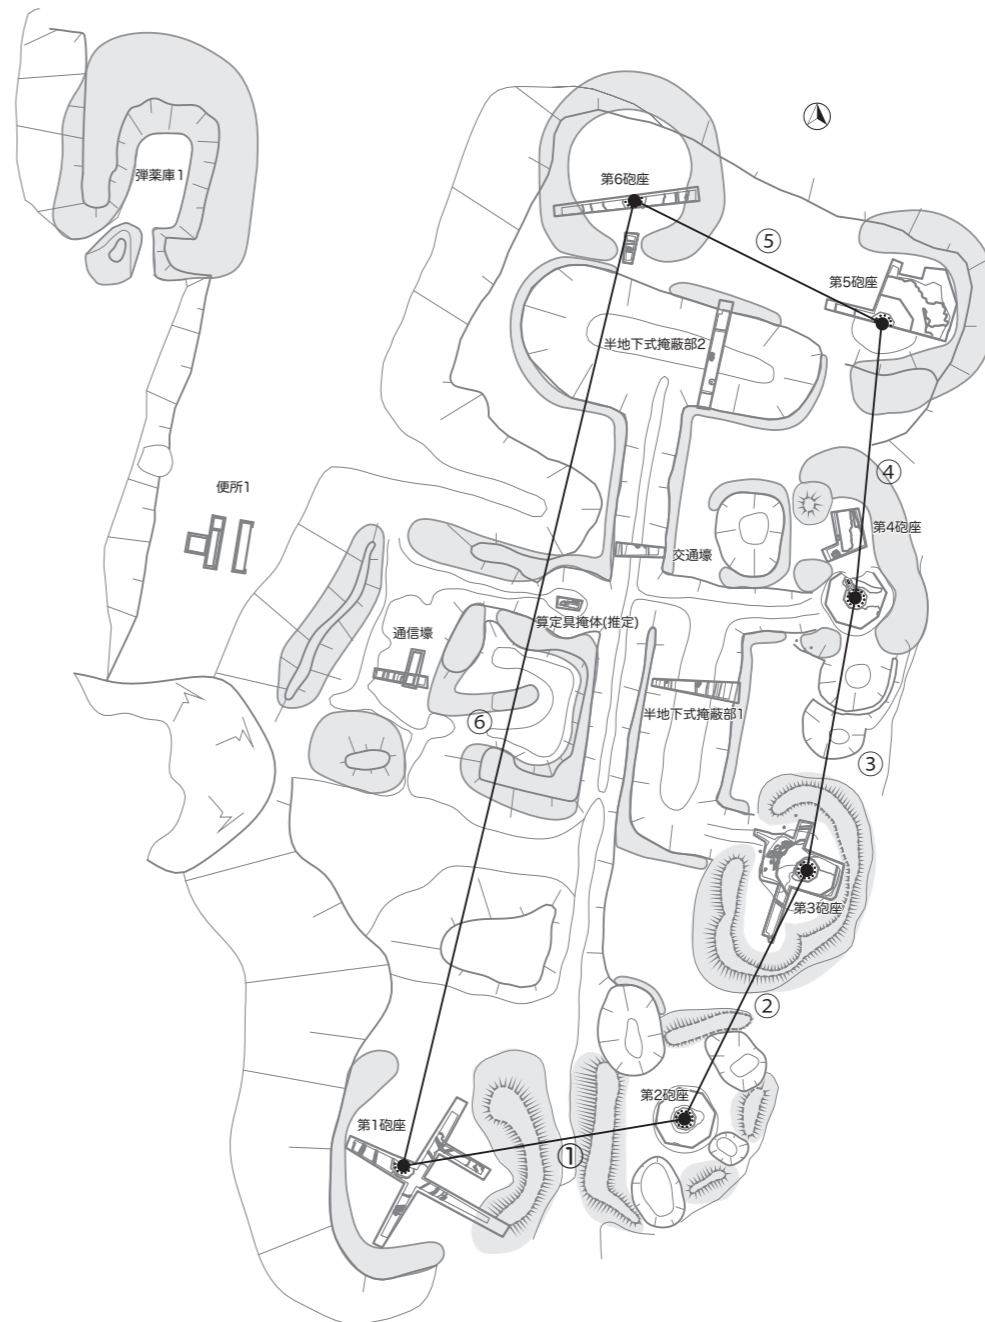 弾薬庫1
第6砲座
⑤
第5砲座
半地下式掩蔽部2
④
便所1
第4砲座
交通壕
算定具掩体(推定)
通信壕
半地下式掩蔽部1
⑥
③
第3砲座
②
第2砲座
第1砲座
①